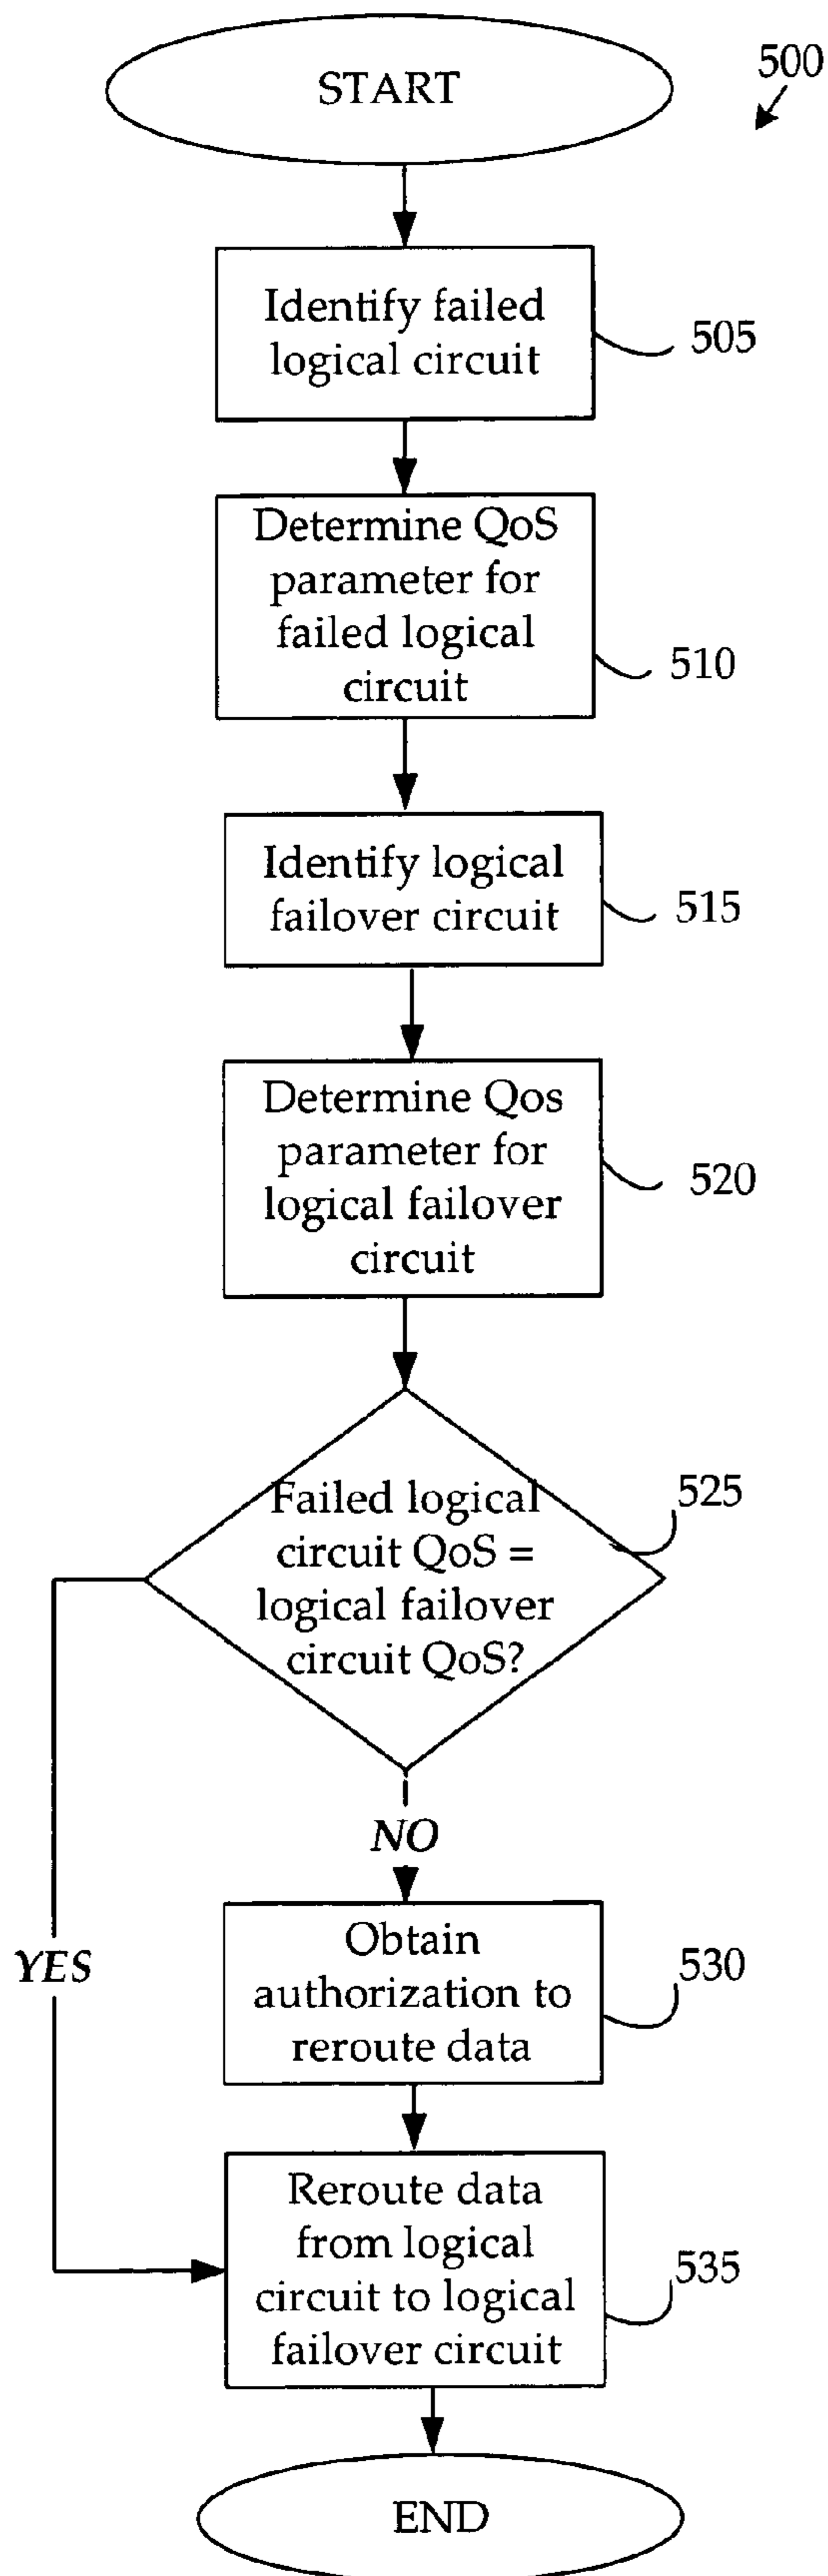 START
500
Identify failed
logical circuit
505
Determine QoS
parameter for
failed logical
circuit
510
Identify logical
failover circuit
515
Determine Qos
parameter for
logical failover
circuit
520
Failed logical
circuit QoS =
logical failover
circuit QoS?
525
NO
YES
Obtain
authorization to
reroute data
530
Reroute data
from logical
circuit to logical
failover circuit
535
END